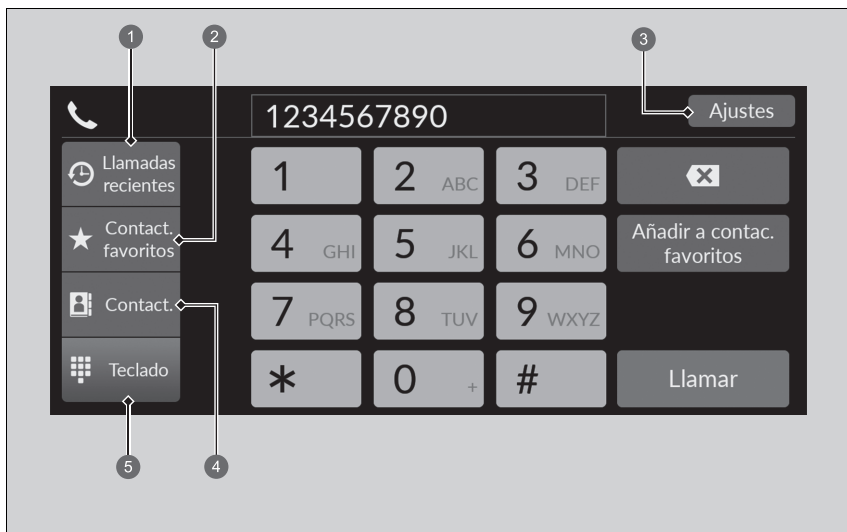 1
2
3
1234567890
Ajustes
Llamadas
recientes
1
2 ABC
3 DEF
Contact.
favoritos
4 GHI
5 JKL
6 MNO
Añadir a contac.
favoritos
Contact.
7 PQRS
8 TUV
9 WXYZ
Teclado
*
0 +
#
Llamar
5
4